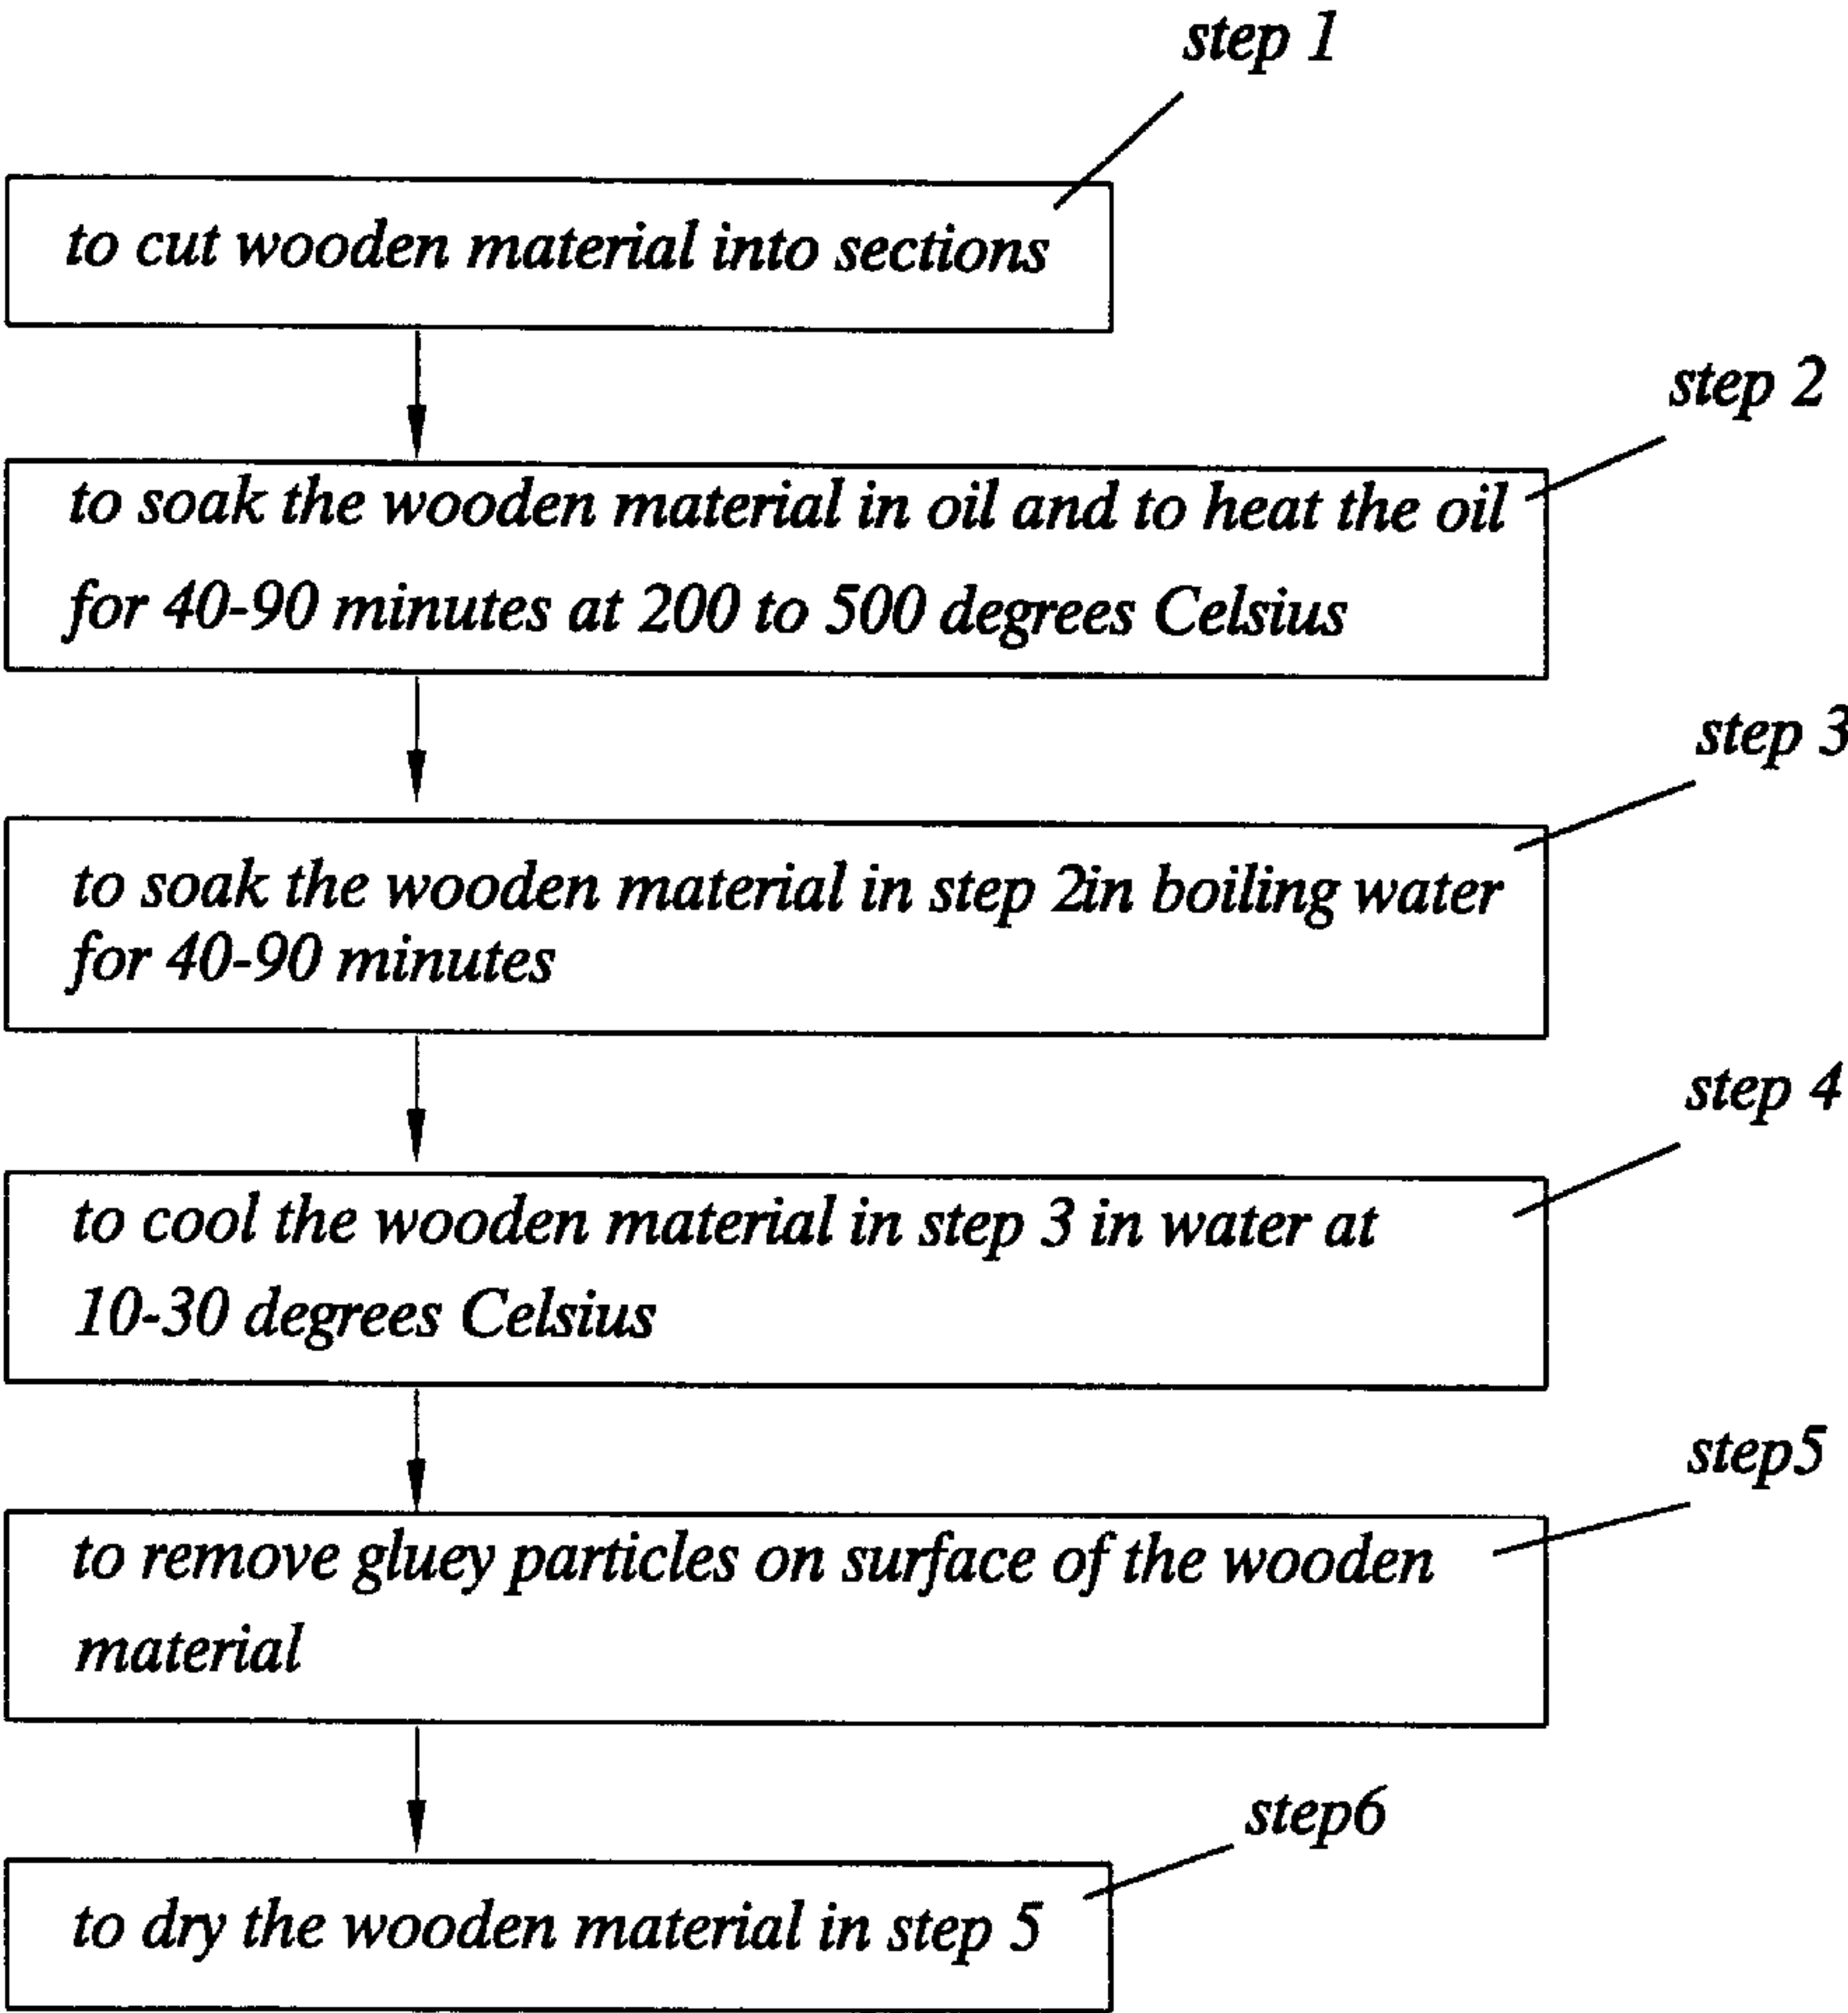 step 1
to cut wooden material into sections
step 2
to soak the wooden material in oil and to heat the oil
for 40-90 minutes at 200 to 500 degrees Celsius
step 3
to soak the wooden material in step 2in boiling water
for 40-90 minutes
step 4
to cool the wooden material in step 3 in water at
10-30 degrees Celsius
step5
to remove gluey particles on surface of the wooden
material
step6
to dry the wooden material in step 5